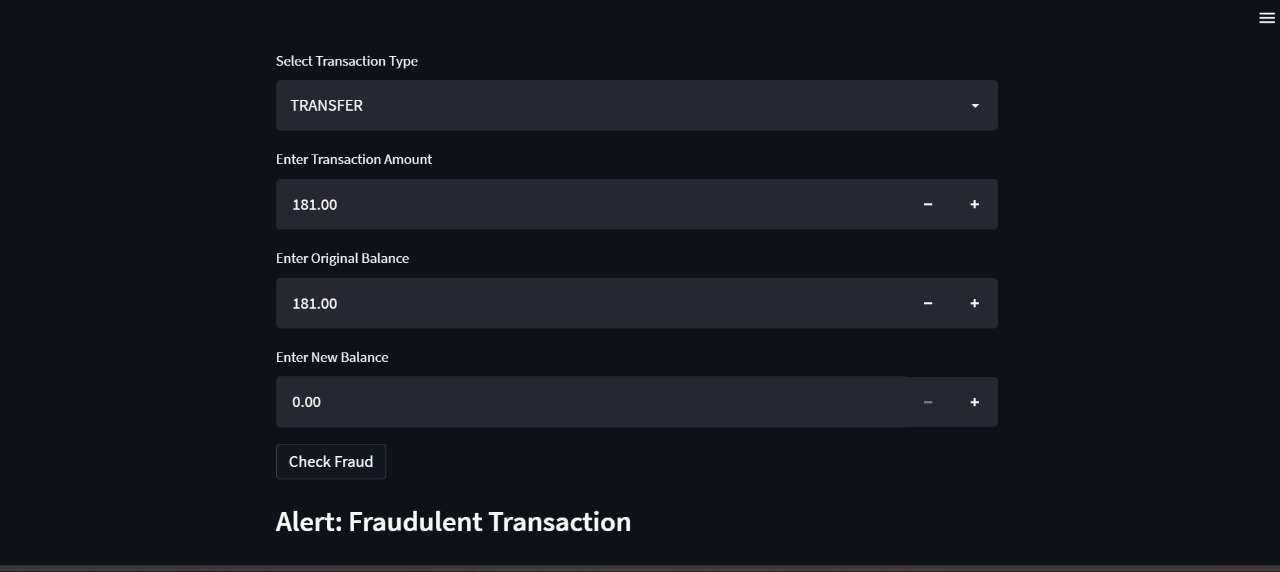 Select Transaction Type
TRANSFER
Enter Transaction Amount
181.00
Enter Original Balance
181.00
Enter New Balance
0.00
Check Fraud
Alert: Fraudulent Transaction